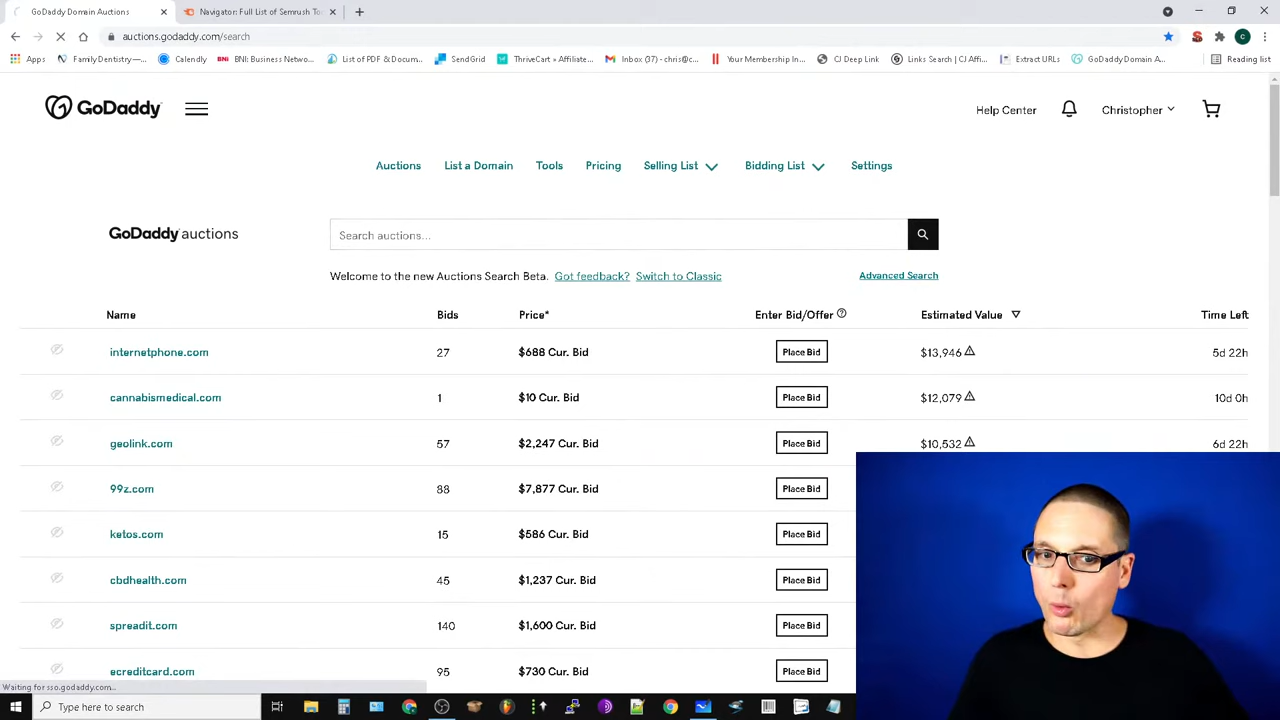 GoDaddy Domain Auctions
Navigator: Full List of Semrush To
auctions.godaddy.com/search
Apps
FamilyDentistry—...
Calendly
BNI: Business Netwo...
List of PDF & Docum...
SendGrid
ThriveCart » Affiliate...
Inbox (37) - chris@c...
Your Membership In...
CJ Deep Link
Links Search | CJ Affi...
Extract URLs
GoDaddy Domain A...
Reading list
GoDaddy
Help Center
Christopher
Auctions
List a Domain
Tools
Pricing
Selling List
Bidding List
Settings
GoDaddy auctions
Search auctions...
Welcome to the new Auctions Search Beta. Got feedback? Switch to Classic
Advanced Search
Name Bids Price* Enter Bid/Offer Estimated Value Time Left
internetphone.com 27 $688 Cur. Bid Place Bid $13,946 5d 22h
cannabismedical.com 1 $10 Cur. Bid Place Bid $12,079 10d 0h
geolink.com 57 $2,247 Cur. Bid Place Bid $10,532 6d 22h
99z.com 88 $7,877 Cur. Bid Place Bid
ketos.com 15 $586 Cur. Bid Place Bid
cbdhealth.com 45 $1,237 Cur. Bid Place Bid
spreadit.com 140 $1,600 Cur. Bid Place Bid
ecreditcard.com 95 $730 Cur. Bid Place Bid
Waiting for sso.godaddy.com...
Type here to search